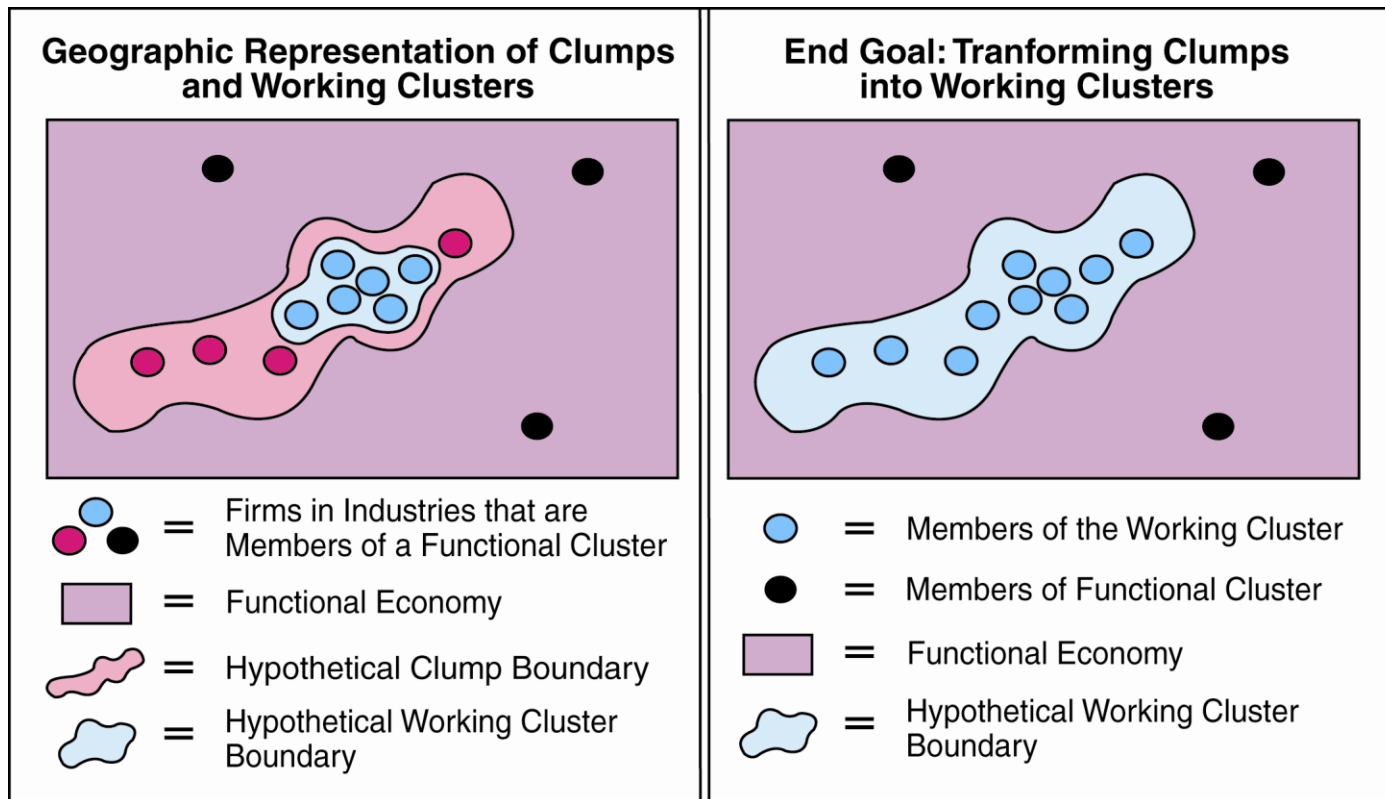 Geographic Representation of Clumps
and Working Clusters
=
Firms in Industries that are
Members of a Functional Cluster
=
Functional Economy
=
Hypothetical Clump Boundary
=
Hypothetical Working Cluster
Boundary
End Goal: Tranforming Clumps
into Working Clusters
=
Members of the Working Cluster
=
Members of Functional Cluster
=
Functional Economy
=
Hypothetical Working Cluster
Boundary